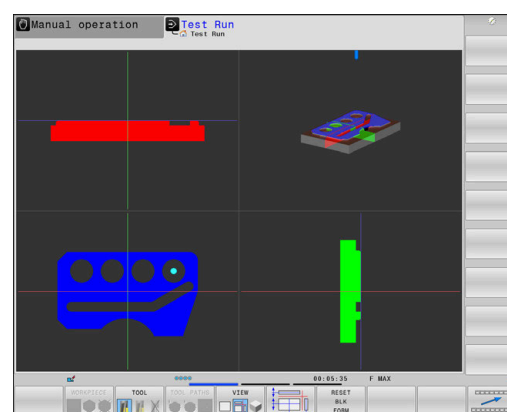 Manual operation
Test Run
Test Run
00:05:35 F MAX
WORKPIECE TOOL TOOL PATHS VIEW RESET
BLK
FORM